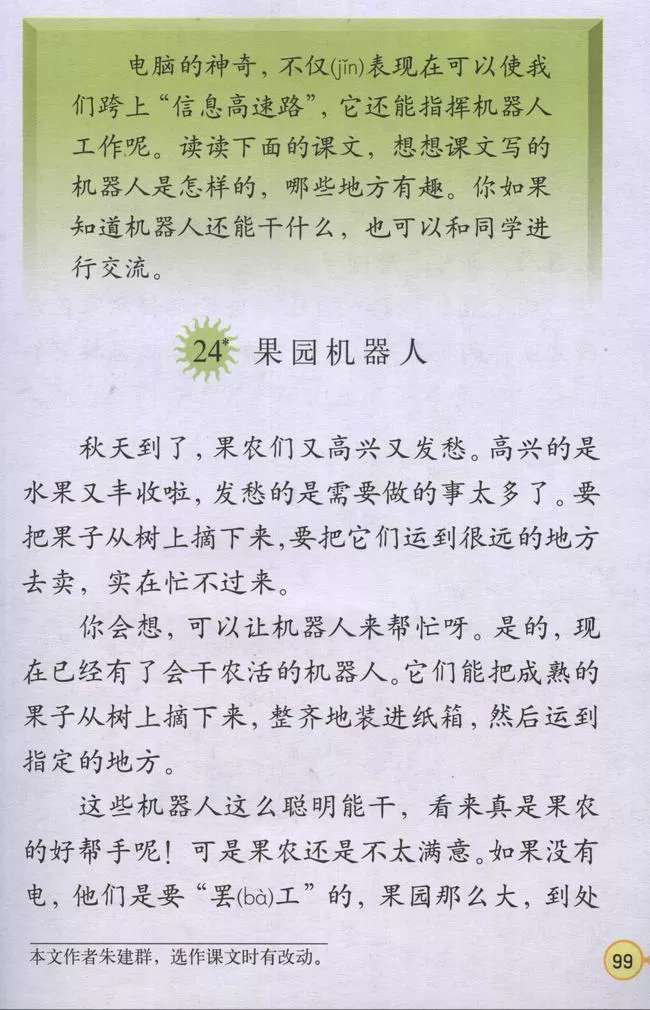 电脑的神奇，不仅(jǐn)表现在可以使我
们跨上“信息高速路”，它还能指挥机器人
工作呢。读读下面的课文，想想课文写的
机器人是怎样的，哪些地方有趣。你如果
知道机器人还能干什么，也可以和同学进
行交流。
24* 果园机器人
秋天到了，果农们又高兴又发愁。高兴的是
水果又丰收啦，发愁的是需要做的事太多了。要
把果子从树上摘下来，要把它们运到很远的地方
去卖，实在忙不过来。
你会想，可以让机器人来帮忙呀。是的，现
在已经有了会干农活的机器人。它们能把成熟的
果子从树上摘下来，整齐地装进纸箱，然后运到
指定的地方。
这些机器人这么聪明能干，看来真是果农
的好帮手呢！可是果农还是不太满意。如果没有
电，他们是要“罢(bà)工”的，果园那么大，到处
本文作者朱建群，选作课文时有改动。
99